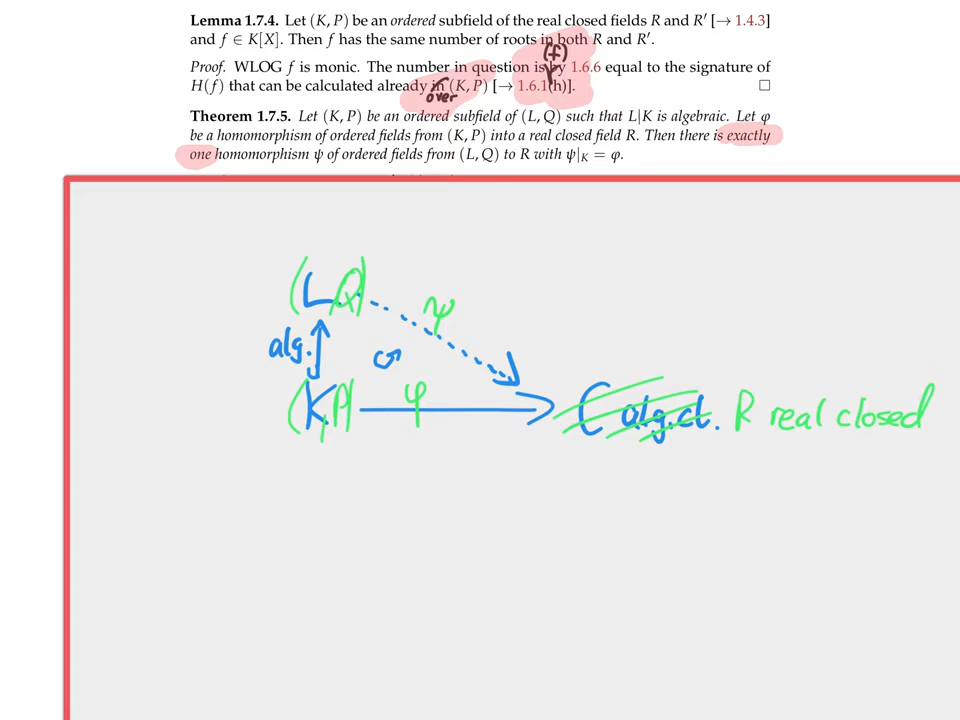 Lemma 1.7.4. Let (K, P) be an ordered subfield of the real closed fields R and R′ [→ 1.4.3]
and f ∈ K[X]. Then f has the same number of roots in both R and R′.
(f)
Proof. WLOG f is monic. The number in question is by 1.6.6 equal to the signature of
H(f) that can be calculated already in (K, P) [→ 1.6.1(h)]. □
over
Theorem 1.7.5. Let (K, P) be an ordered subfield of (L, Q) such that L|K is algebraic. Let φ
be a homomorphism of ordered fields from (K, P) into a real closed field R. Then there is exactly
one homomorphism ψ of ordered fields from (L, Q) to R with ψ|K = φ.
(L Q) ψ
alg.
(K, P) φ C alg.cl. R real closed